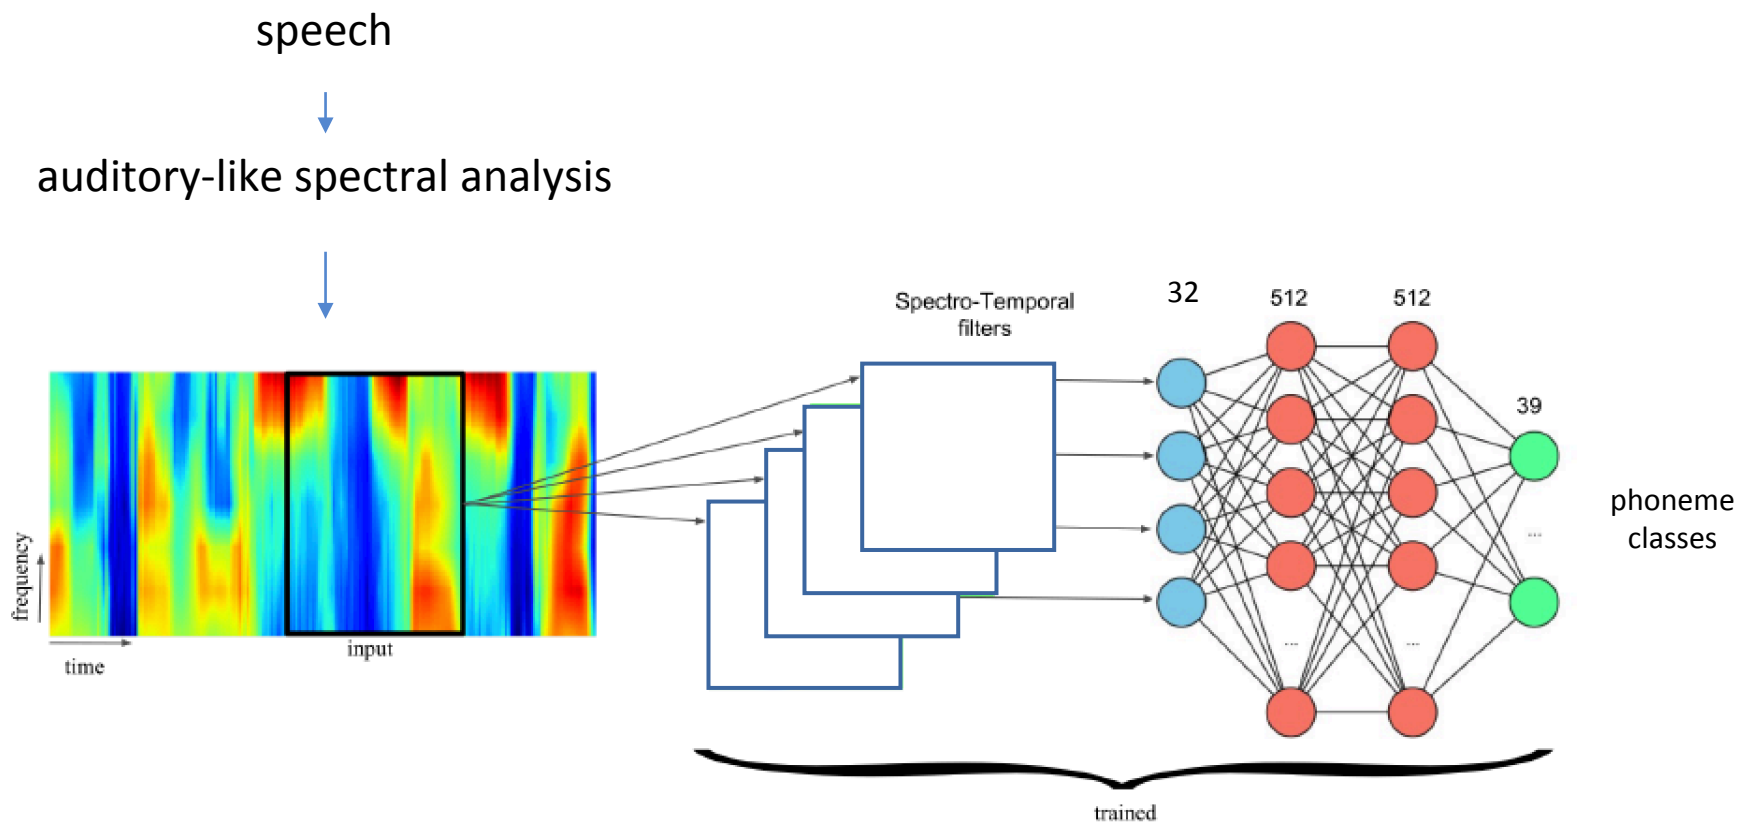 speech
auditory-like spectral analysis
Spectro-Temporal
filters
32
512
512
39
...
...
...
phoneme
classes
frequency
time
input
trained